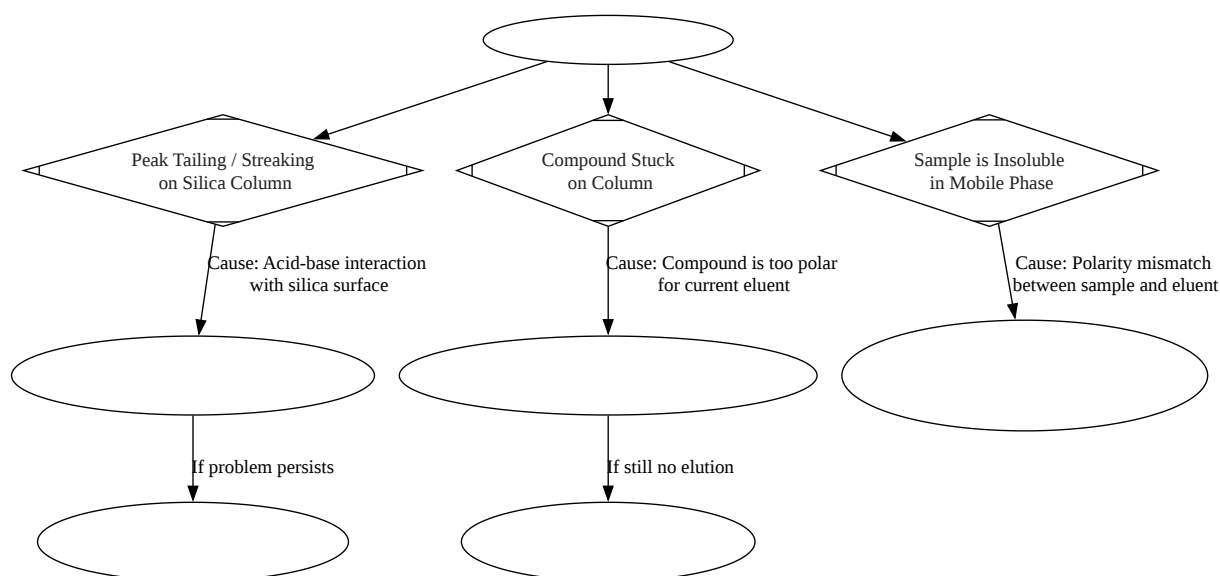 Peak Tailing / Streaking
on Silica Column
Compound Stuck
on Column
Sample is Insoluble
in Mobile Phase
Cause: Acid-base interaction
with silica surface
Cause: Compound is too polar
for current eluent
Cause: Polarity mismatch
between sample and eluent
If problem persists
If still no elution